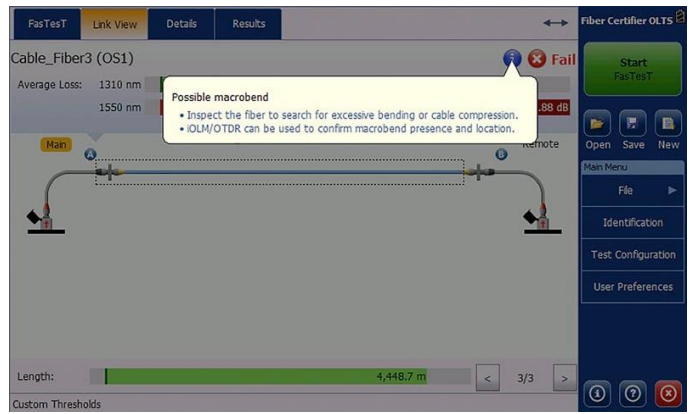 FasTesT Link View Details Results
Fiber Certifier OLTS
Cable_Fiber3 (OS1)
Fail
Average Loss: 1310 nm
1550 nm
.88 dB
Possible macrobend
• Inspect the fiber to search for excessive bending or cable compression.
• iOLM/OTDR can be used to confirm macrobend presence and location.
Start
FasTesT
Open Save New
Main Menu
File
Identification
Test Configuration
User Preferences
Main
Remote
A
B
Length: 4,448.7 m
< 3/3 >
Custom Thresholds